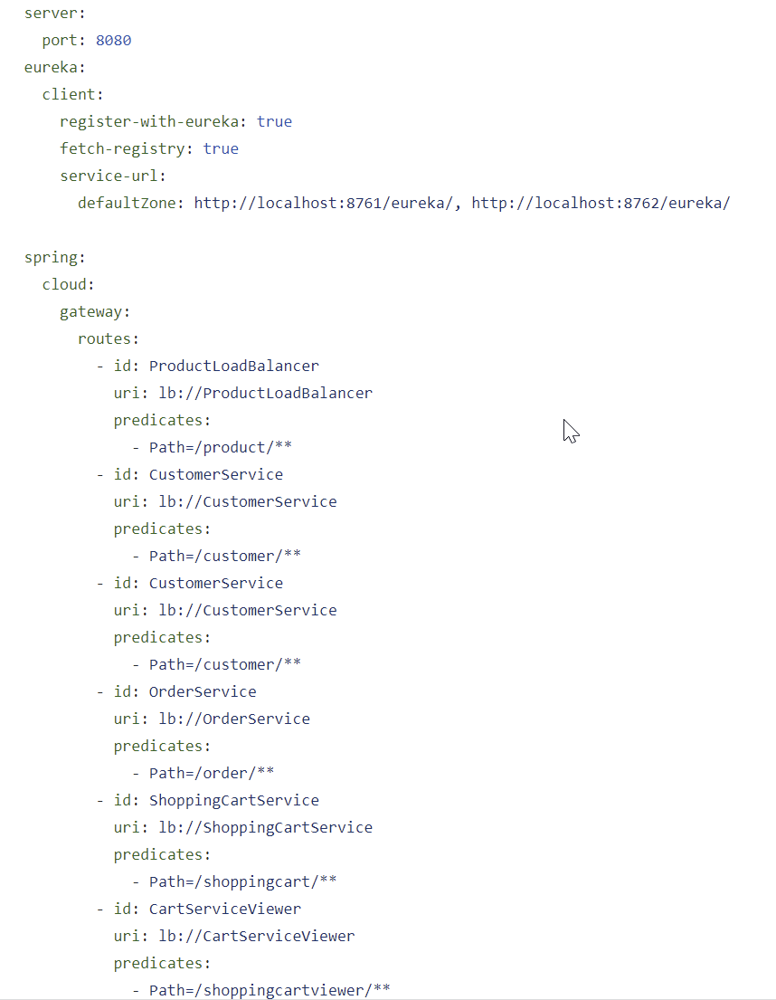 server:
  port: 8080
eureka:
  client:
    register-with-eureka: true
    fetch-registry: true
    service-url:
      defaultZone: http://localhost:8761/eureka/, http://localhost:8762/eureka/

spring:
  cloud:
    gateway:
      routes:
        - id: ProductLoadBalancer
          uri: lb://ProductLoadBalancer
          predicates:
            - Path=/product/**
        - id: CustomerService
          uri: lb://CustomerService
          predicates:
            - Path=/customer/**
        - id: CustomerService
          uri: lb://CustomerService
          predicates:
            - Path=/customer/**
        - id: OrderService
          uri: lb://OrderService
          predicates:
            - Path=/order/**
        - id: ShoppingCartService
          uri: lb://ShoppingCartService
          predicates:
            - Path=/shoppingcart/**
        - id: CartServiceViewer
          uri: lb://CartServiceViewer
          predicates:
            - Path=/shoppingcartviewer/**